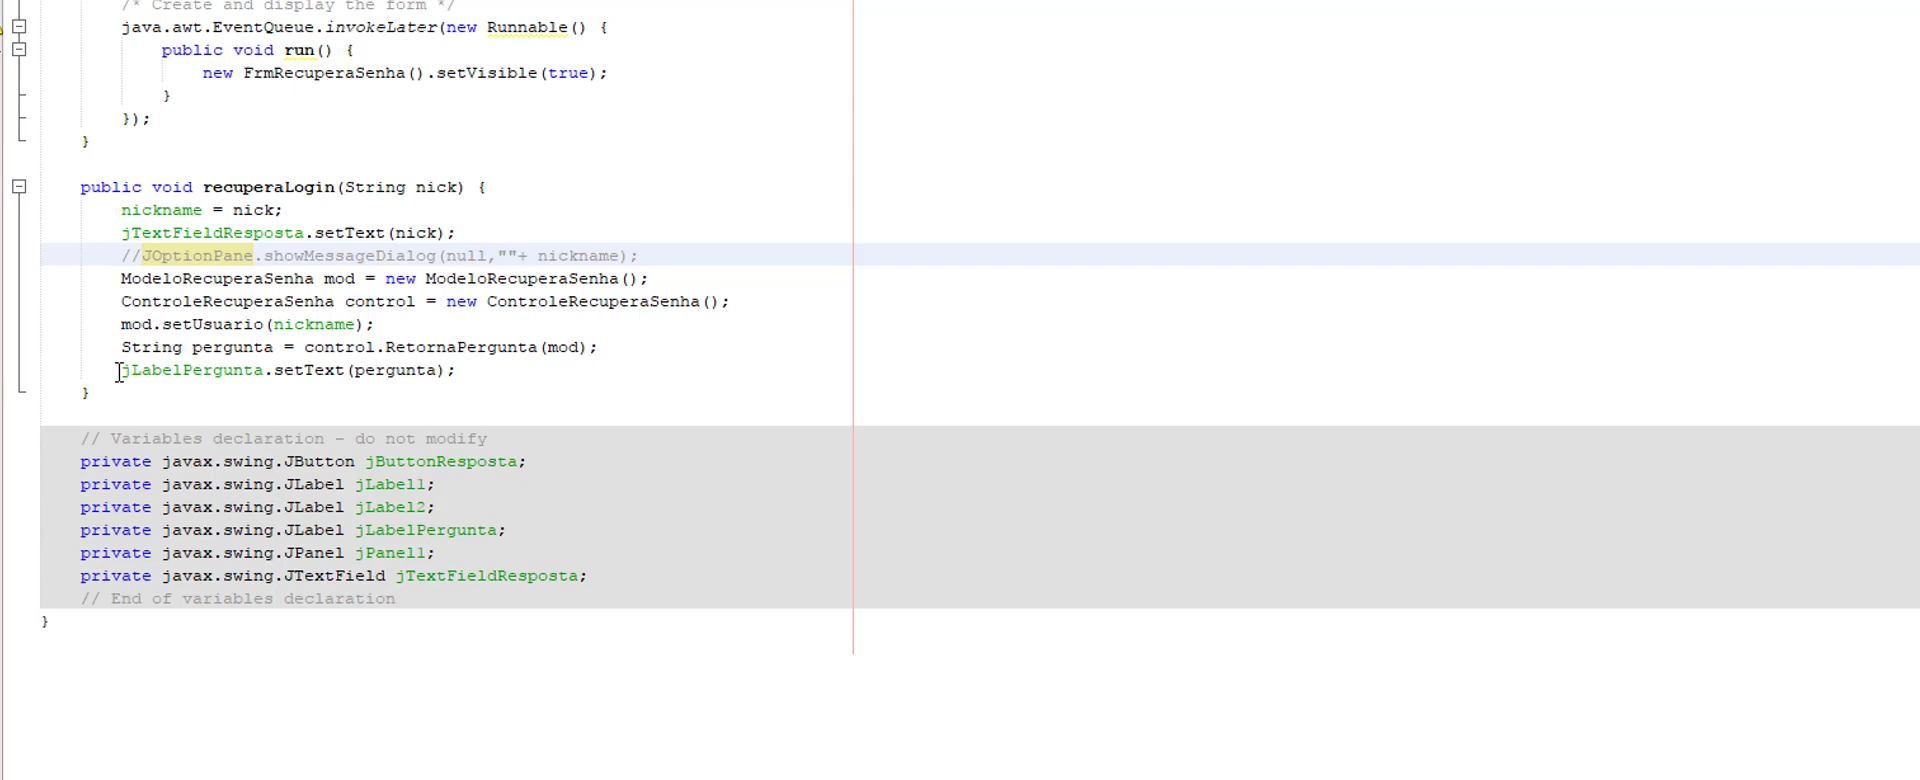 /* Create and display the form */
java.awt.EventQueue.invokeLater(new Runnable() {
public void run() {
new FrmRecuperaSenha().setVisible(true);
}
});
}
public void recuperaLogin(String nick) {
nickname = nick;
jTextFieldResposta.setText(nick);
//JOptionPane.showMessageDialog(null,""+ nickname);
ModeloRecuperaSenha mod = new ModeloRecuperaSenha();
ControleRecuperaSenha control = new ControleRecuperaSenha();
mod.setUsuario(nickname);
String pergunta = control.RetornaPergunta(mod);
jLabelPergunta.setText(pergunta);
}
// Variables declaration - do not modify
private javax.swing.JButton jButtonResposta;
private javax.swing.JLabel jLabel1;
private javax.swing.JLabel jLabel2;
private javax.swing.JLabel jLabelPergunta;
private javax.swing.JPanel jPanel1;
private javax.swing.JTextField jTextFieldResposta;
// End of variables declaration
}